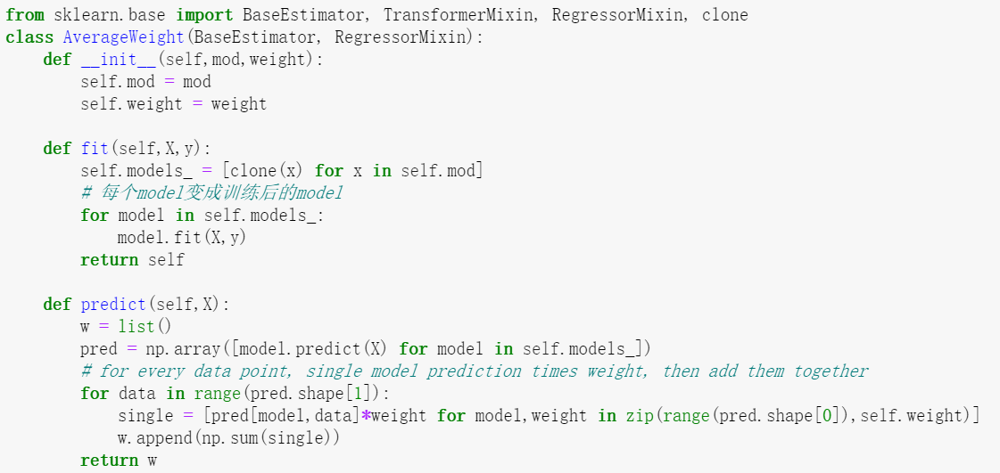 from sklearn.base import BaseEstimator, TransformerMixin, RegressorMixin, clone
class AverageWeight(BaseEstimator, RegressorMixin):
    def __init__(self,mod,weight):
        self.mod = mod
        self.weight = weight

    def fit(self,X,y):
        self.models_ = [clone(x) for x in self.mod]
        # 每个model变成训练后的model
        for model in self.models_:
            model.fit(X,y)
        return self

    def predict(self,X):
        w = list()
        pred = np.array([model.predict(X) for model in self.models_])
        # for every data point, single model prediction times weight, then add them together
        for data in range(pred.shape[1]):
            single = [pred[model,data]*weight for model,weight in zip(range(pred.shape[0]),self.weight)]
            w.append(np.sum(single))
        return w